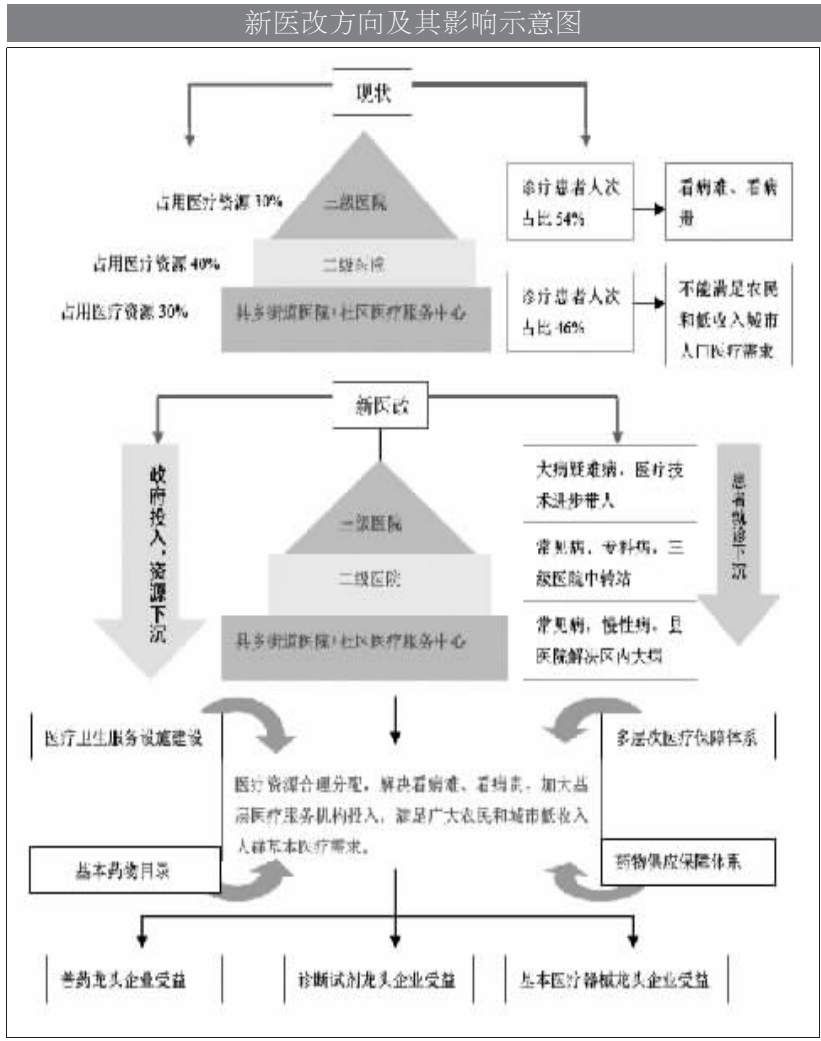 新医改方向及其影响示意图
现状
占用医疗资源 30%
三级医院
诊疗患者人次
占比 54%
看病难、看病
贵
占用医疗资源 40%
二级医院
占用医疗资源 30%
县乡街道医院+社区医疗服务中心
诊疗患者人次
占比 46%
不能满足农民
和低收入城市
人口医疗需求
新医改
政府投入,资源下沉
三级医院
二级医院
县乡街道医院+社区医疗服务中心
大病疑难病,医疗技
术进步带人
常见病,专科病,三
级医院中转站
常见病,慢性病,县
医院解决区内大病
患者就诊下沉
医疗卫生服务设施建设
多层次医疗保障体系
医疗资源合理分配,解决看病难、看病贵,加大基
层医疗服务机构投入,满足广大农民和城市低收入
人群基本医疗需求。
基本药物目录
药物供应保障体系
普药龙头企业受益
诊断试剂龙头企业受益
基本医疗器械龙头企业受益